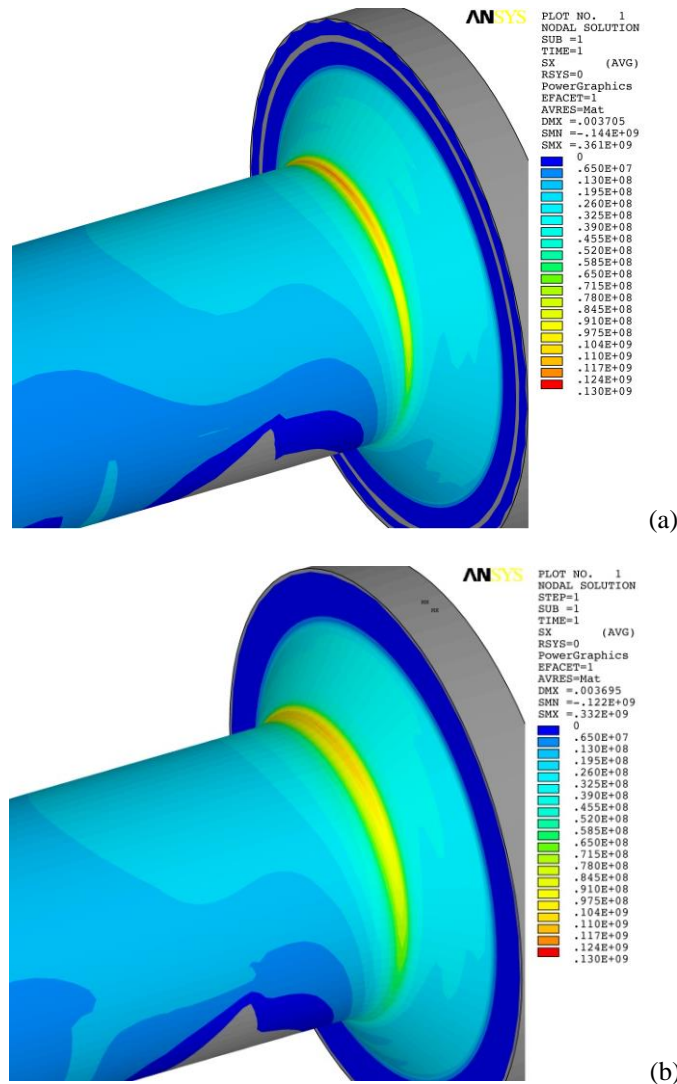 ANSYS
PLOT NO. 1
NODAL SOLUTION
SUB =1
TIME=1
SX (AVG)
RSYS=0
PowerGraphics
EFACET=1
AVRES=Mat
DMX =.003705
SMN =-.144E+09
SMX =.361E+09
0
.650E+07
.130E+08
.195E+08
.260E+08
.325E+08
.390E+08
.455E+08
.520E+08
.585E+08
.650E+08
.715E+08
.780E+08
.845E+08
.910E+08
.975E+08
.104E+09
.110E+09
.117E+09
.124E+09
.130E+09
(a)
ANSYS
PLOT NO. 1
NODAL SOLUTION
STEP=1
SUB =1
TIME=1
SX (AVG)
RSYS=0
PowerGraphics
EFACET=1
AVRES=Mat
DMX =.003695
SMN =-.122E+09
SMX =.332E+09
0
.650E+07
.130E+08
.195E+08
.260E+08
.325E+08
.390E+08
.455E+08
.520E+08
.585E+08
.650E+08
.715E+08
.780E+08
.845E+08
.910E+08
.975E+08
.104E+09
.110E+09
.117E+09
.124E+09
.130E+09
(b)